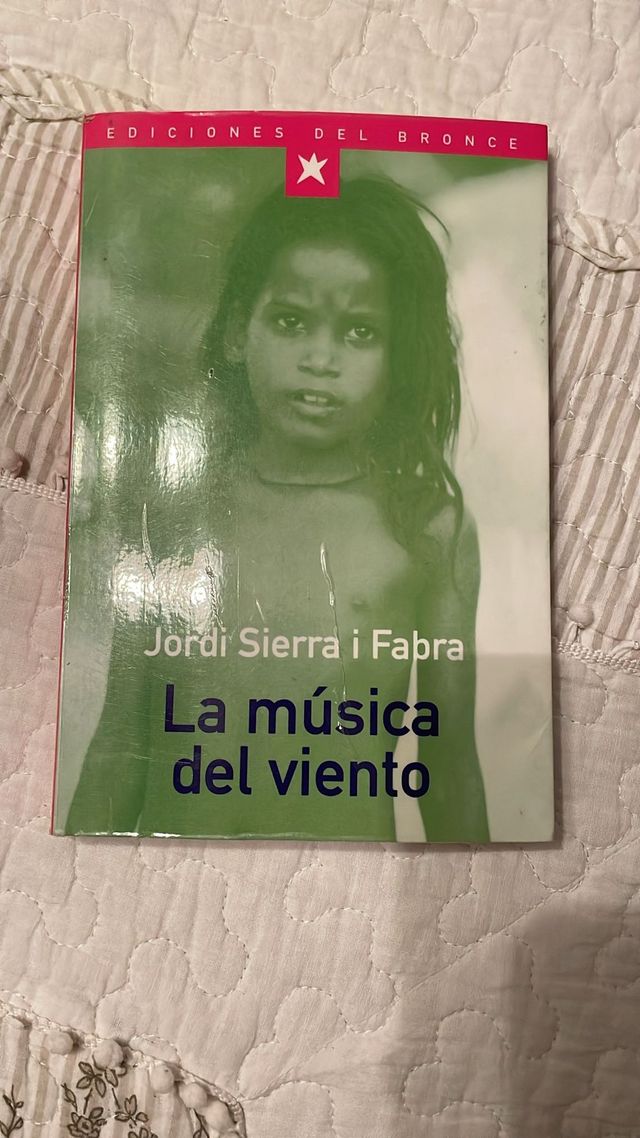 EDICIONES DEL BRONCE
Jordi Sierra i Fabra
La música
del viento